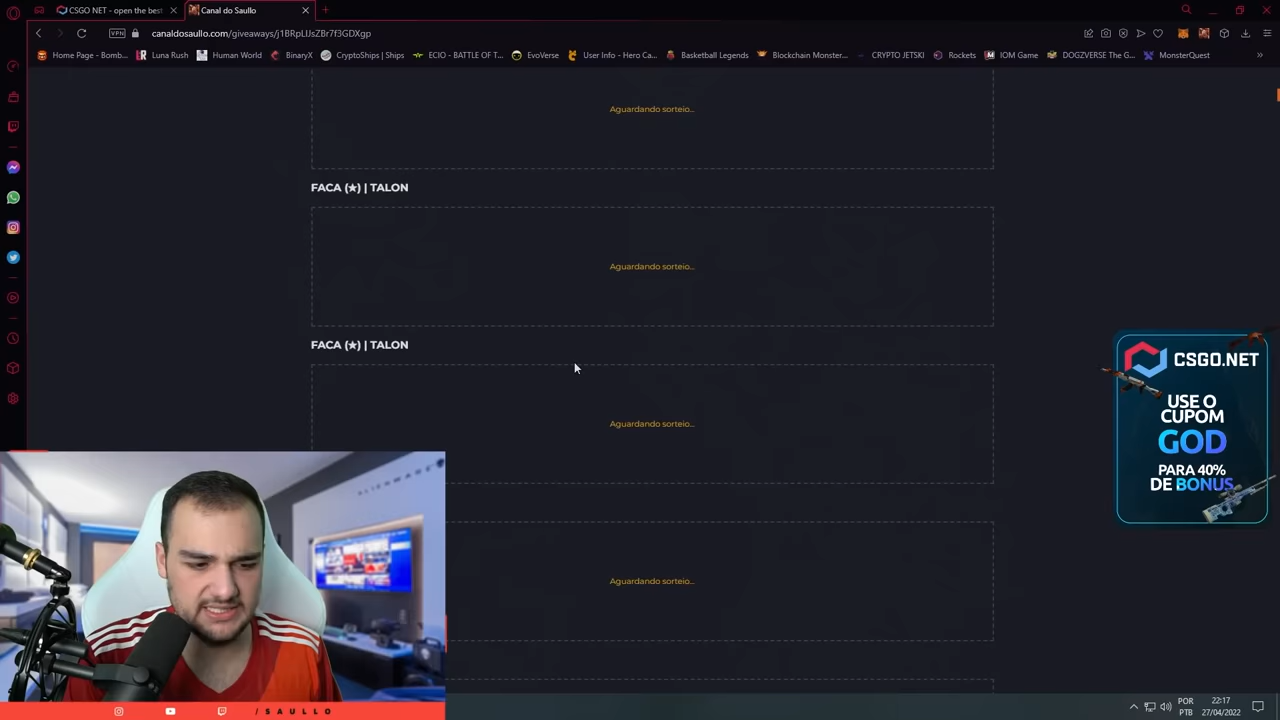 CSGO NET - open the best
Canal do Saullo
VPN
canaldosaullo.com/giveaways/j1BRpLlJsZBr7f3GDXgp
Home Page - Bomb...
Luna Rush
Human World
BinaryX
CryptoShips | Ships
ECIO - BATTLE OF T...
EvoVerse
User Info - Hero Ca...
Basketball Legends
Blockchain Monster...
CRYPTO JETSKI
Rockets
IOM Game
DOGZVERSE The G...
MonsterQuest
Aguardando sorteio...
FACA (★) | TALON
Aguardando sorteio...
FACA (★) | TALON
Aguardando sorteio...
Aguardando sorteio...
CSGO.NET
USE O
CUPOM
GOD
PARA 40%
DE BONUS
ALIENWARE
/SAULLO
POR
PTB
22:17
27/04/2022